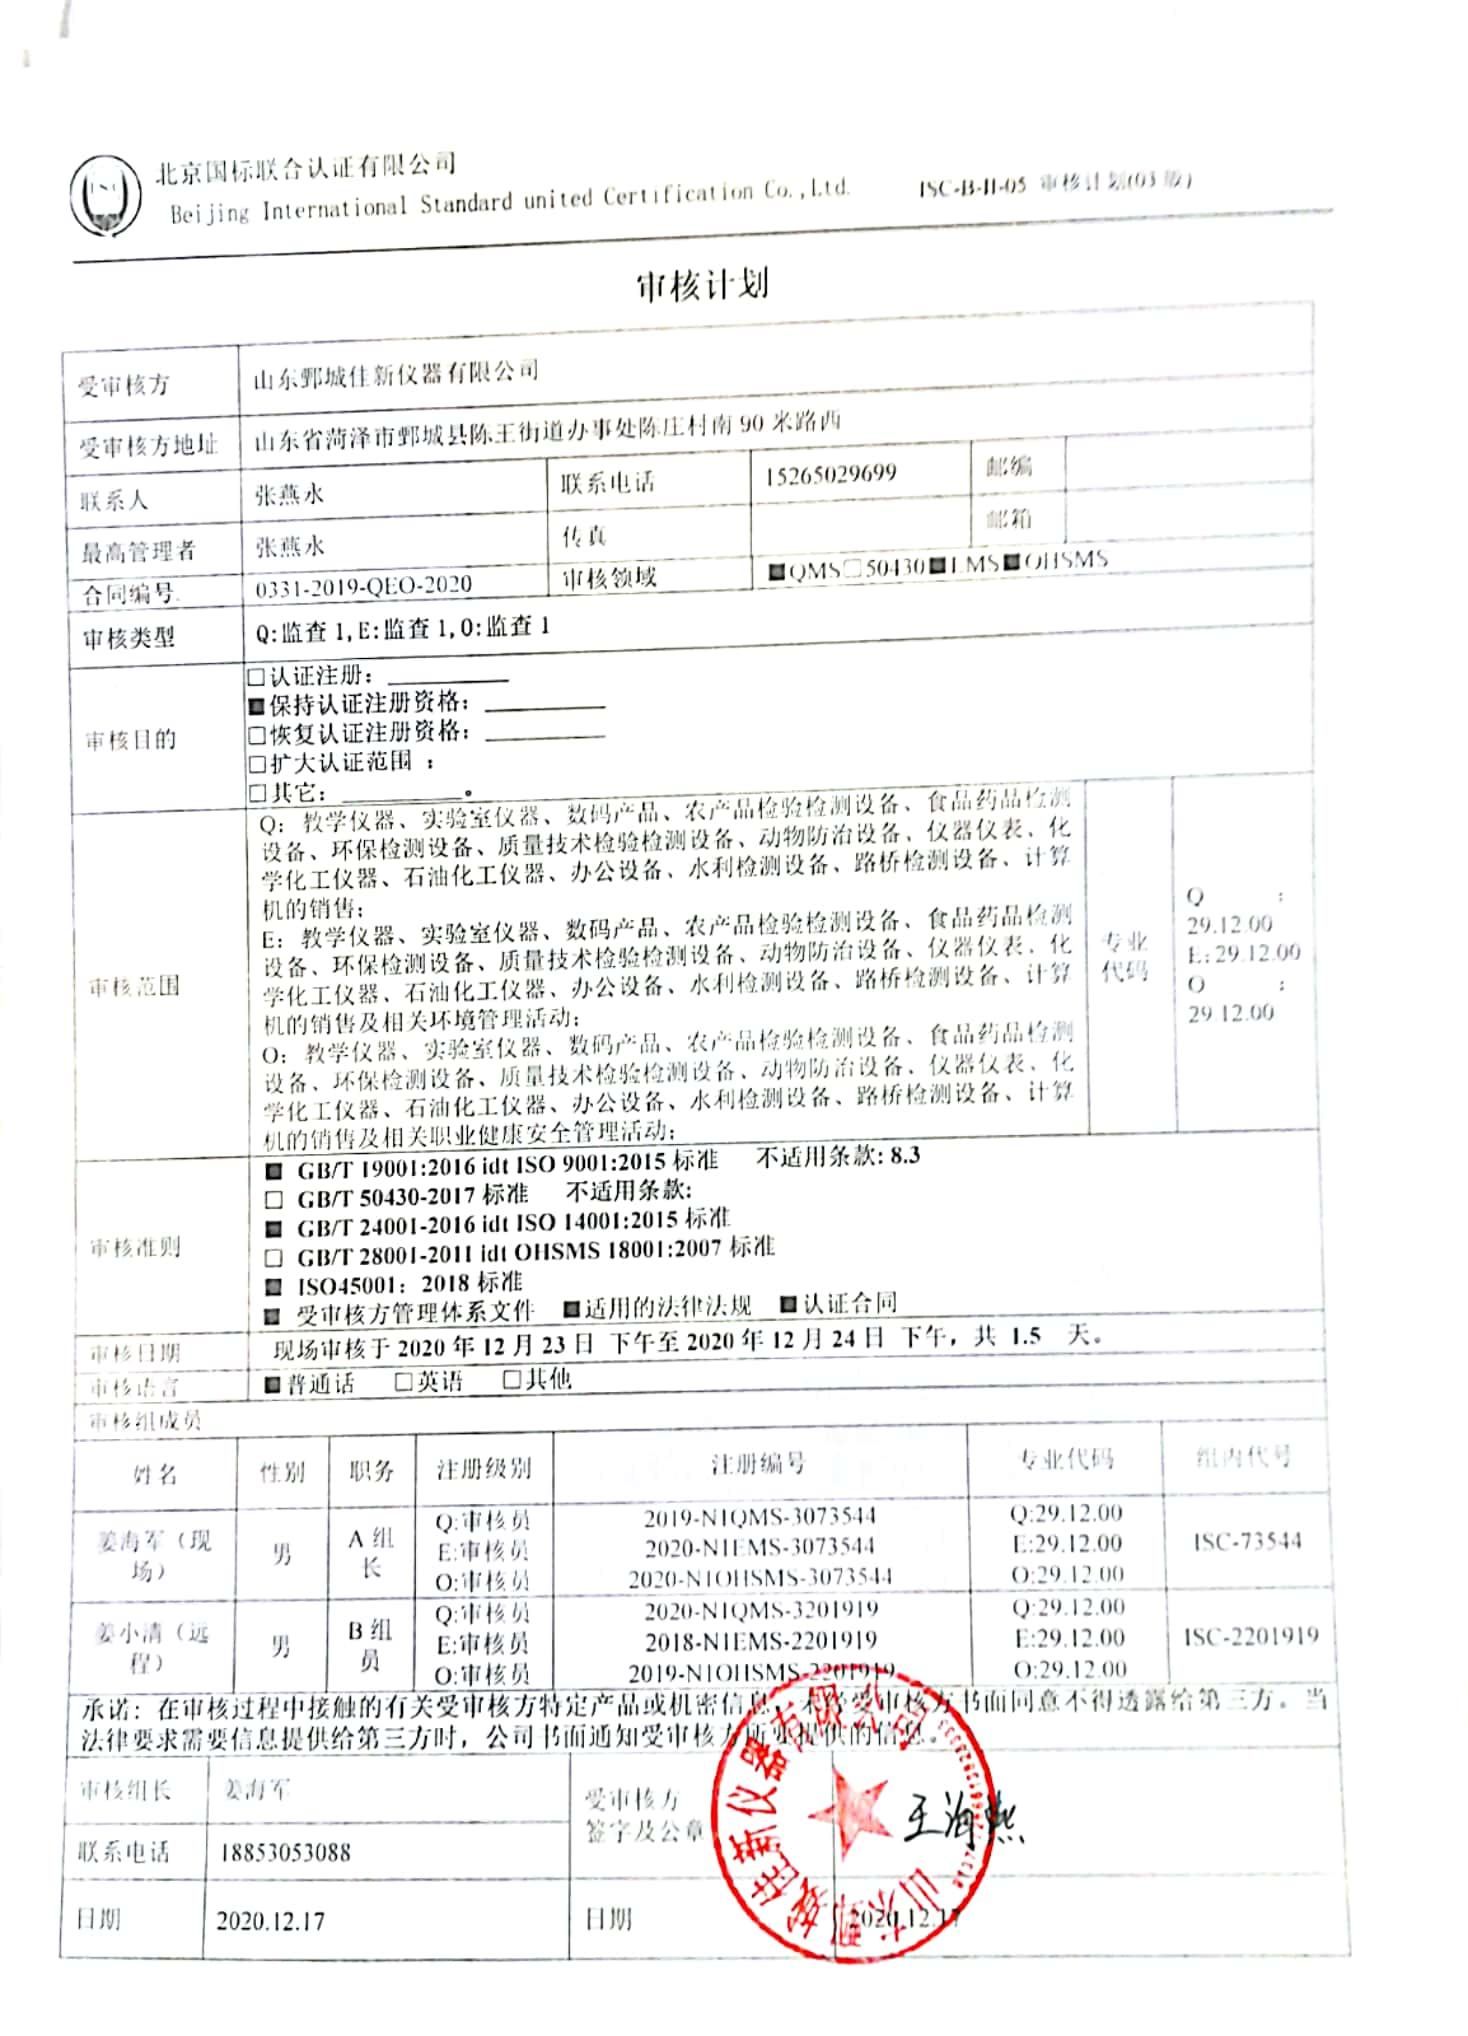 北京国标联合认证有限公司
Beijing International Standard united Certification Co.,Ltd.
ISC-B-II-05 审核计划(03 版)
审核计划
受审核方 山东鄄城佳新仪器有限公司
受审核方地址 山东省菏泽市鄄城县陈王街道办事处陈庄村南 90 米路西
联系人 张燕永 联系电话 15265029699 邮编
最高管理者 张燕永 传真 邮箱
合同编号. 0331-2019-QEO-2020 审核领域 ■QMS□50430■EMS■OHSMS
审核类型 Q:监查 1,E:监查 1,O:监查 1
审核目的
□认证注册：
■保持认证注册资格：
□恢复认证注册资格：
□扩大认证范围 ：
□其它： 。
审核范围
Q：教学仪器、实验室仪器、数码产品、农产品检验检测设备、食品药品检测
设备、环保检测设备、质量技术检验检测设备、动物防治设备、仪器仪表、化
学化工仪器、石油化工仪器、办公设备、水利检测设备、路桥检测设备、计算
机的销售；
E：教学仪器、实验室仪器、数码产品、农产品检验检测设备、食品药品检测
设备、环保检测设备、质量技术检验检测设备、动物防治设备、仪器仪表、化
学化工仪器、石油化工仪器、办公设备、水利检测设备、路桥检测设备、计算
机的销售及相关环境管理活动；
O：教学仪器、实验室仪器、数码产品、农产品检验检测设备、食品药品检测
设备、环保检测设备、质量技术检验检测设备、动物防治设备、仪器仪表、化
学化工仪器、石油化工仪器、办公设备、水利检测设备、路桥检测设备、计算
机的销售及相关职业健康安全管理活动；
专业
代码
Q ：
29.12.00
E:29.12.00
O ：
29.12.00
审核准则
■ GB/T 19001:2016 idt ISO 9001:2015 标准 不适用条款: 8.3
□ GB/T 50430-2017 标准 不适用条款:
■ GB/T 24001-2016 idt ISO 14001:2015 标准
□ GB/T 28001-2011 idt OHSMS 18001:2007 标准
■ ISO45001：2018 标准
■ 受审核方管理体系文件 ■适用的法律法规 ■认证合同
审核日期 现场审核于 2020 年 12 月 23 日 下午至 2020 年 12 月 24 日 下午，共 1.5 天。
审核语言 ■普通话 □英语 □其他
审核组成员
姓名 性别 职务 注册级别 注册编号 专业代码 组内代号
姜海军（现
场） 男 A 组
长
Q:审核员 2019-N1QMS-3073544 Q:29.12.00
E:审核员 2020-N1EMS-3073544 E:29.12.00 ISC-73544
O:审核员 2020-N1OHSMS-3073544 O:29.12.00
姜小清（远
程） 男 B 组
员
Q:审核员 2020-N1QMS-3201919 Q:29.12.00
E:审核员 2018-N1EMS-2201919 E:29.12.00 ISC-2201919
O:审核员 2019-N1OHSMS-2201919 O:29.12.00
承诺：在审核过程中接触的有关受审核方特定产品或机密信息，未经受审核方书面同意不得透露给第三方。当
法律要求需要信息提供给第三方时，公司书面通知受审核方所要提供的信息。
审核组长 姜海军
受审核方
签字及公章
王海燕
联系电话 18853053088
日期 2020.12.17 日期 2020.12.17
山东鄄城佳新仪器有限公司